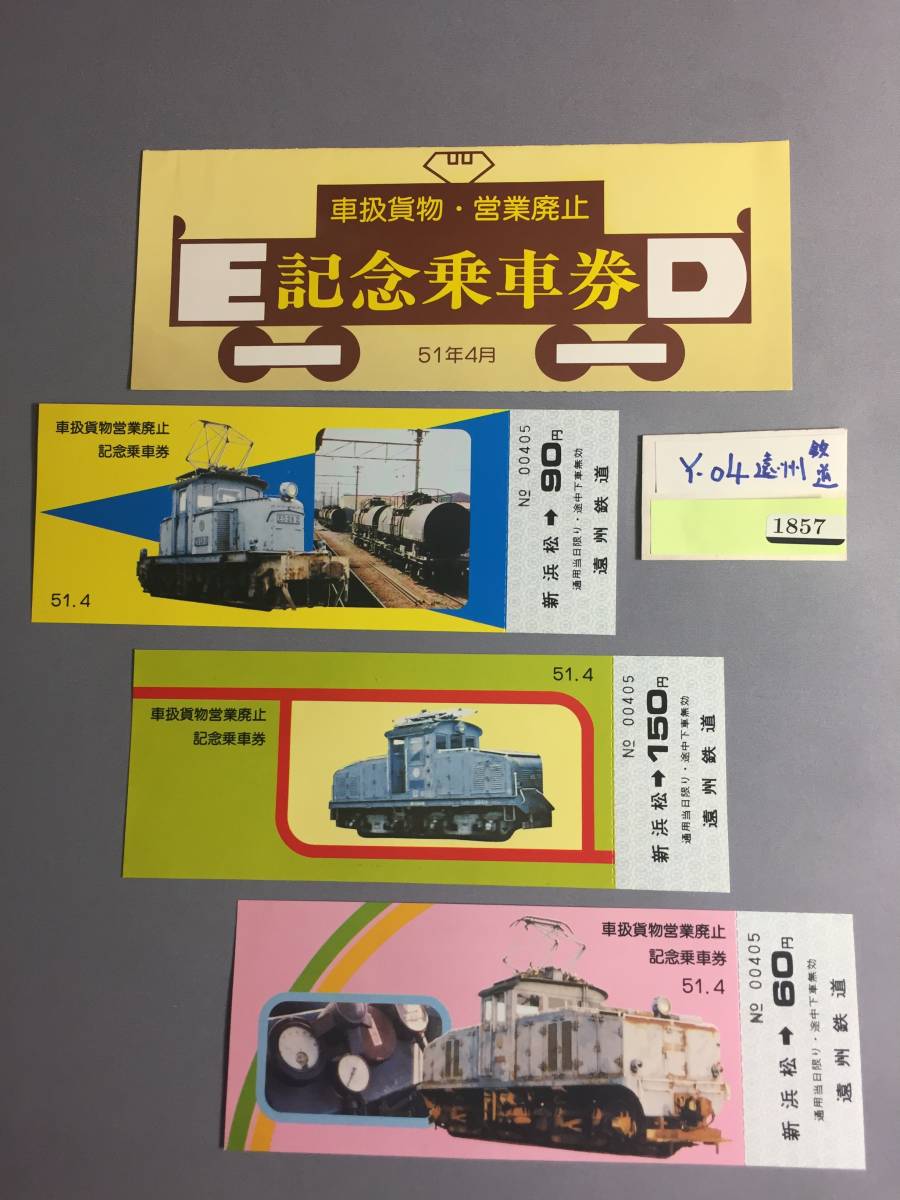 車扱貨物・営業廃止
E記念乗車券D
51年4月
車扱貨物営業廃止
記念乗車券
51.4
№ 00405
新浜松➡90円
通用当日限り・途中下車無効
遠州鉄道
Y-04遠州鉄道
1857
51.4
車扱貨物営業廃止
記念乗車券
№ 00405
新浜松➡150円
通用当日限り・途中下車無効
遠州鉄道
車扱貨物営業廃止
記念乗車券
51.4
№ 00405
新浜松➡60円
通用当日限り・途中下車無効
遠州鉄道